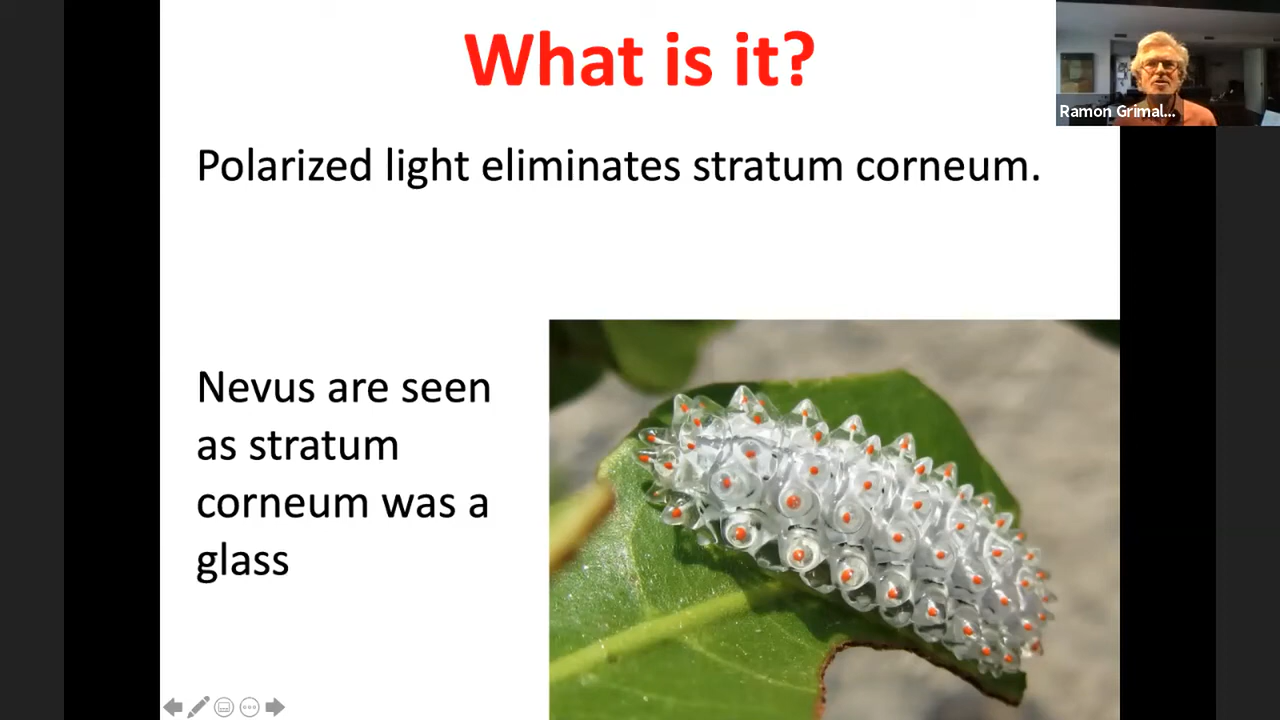 What is it?
Ramon Grimal...
Polarized light eliminates stratum corneum.
Nevus are seen
as stratum
corneum was a
glass